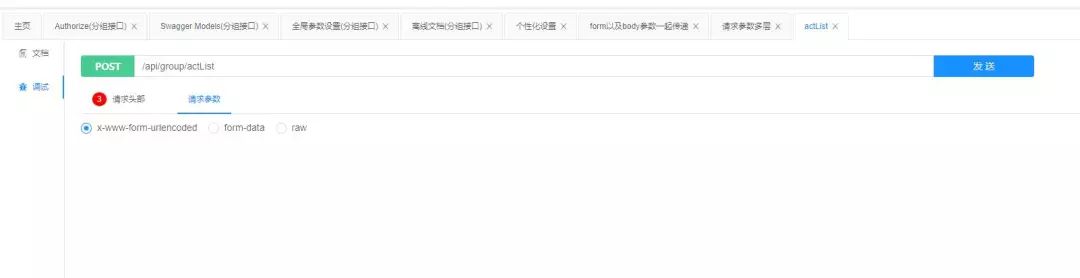 主页 Authorize(分组接口) Swagger Models(分组接口) 全局参数设置(分组接口) 离线文档(分组接口) 个性化设置 form以及body参数一起传递 请求参数多层 actList
文档
POST /api/group/actList 发 送
调试
3 请求头部 请求参数
x-www-form-urlencoded form-data raw